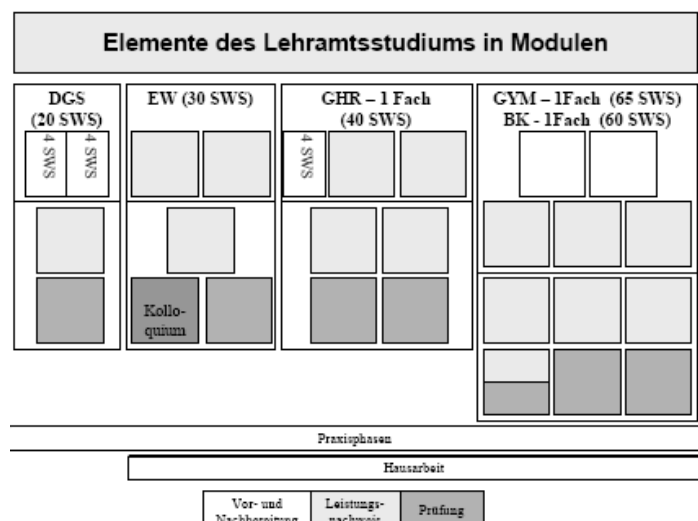 Elemente des Lehramtsstudiums in Modulen
DGS
(20 SWS)
4 SWS
4 SWS
EW (30 SWS)
Kollo-
quium
GHR – 1 Fach
(40 SWS)
4 SWS
GYM – 1Fach (65 SWS)
BK - 1Fach (60 SWS)
Praxisphasen
Hausarbeit
Vor- und
Nachbereitung
Leistungs-
nachweis
Prüfung